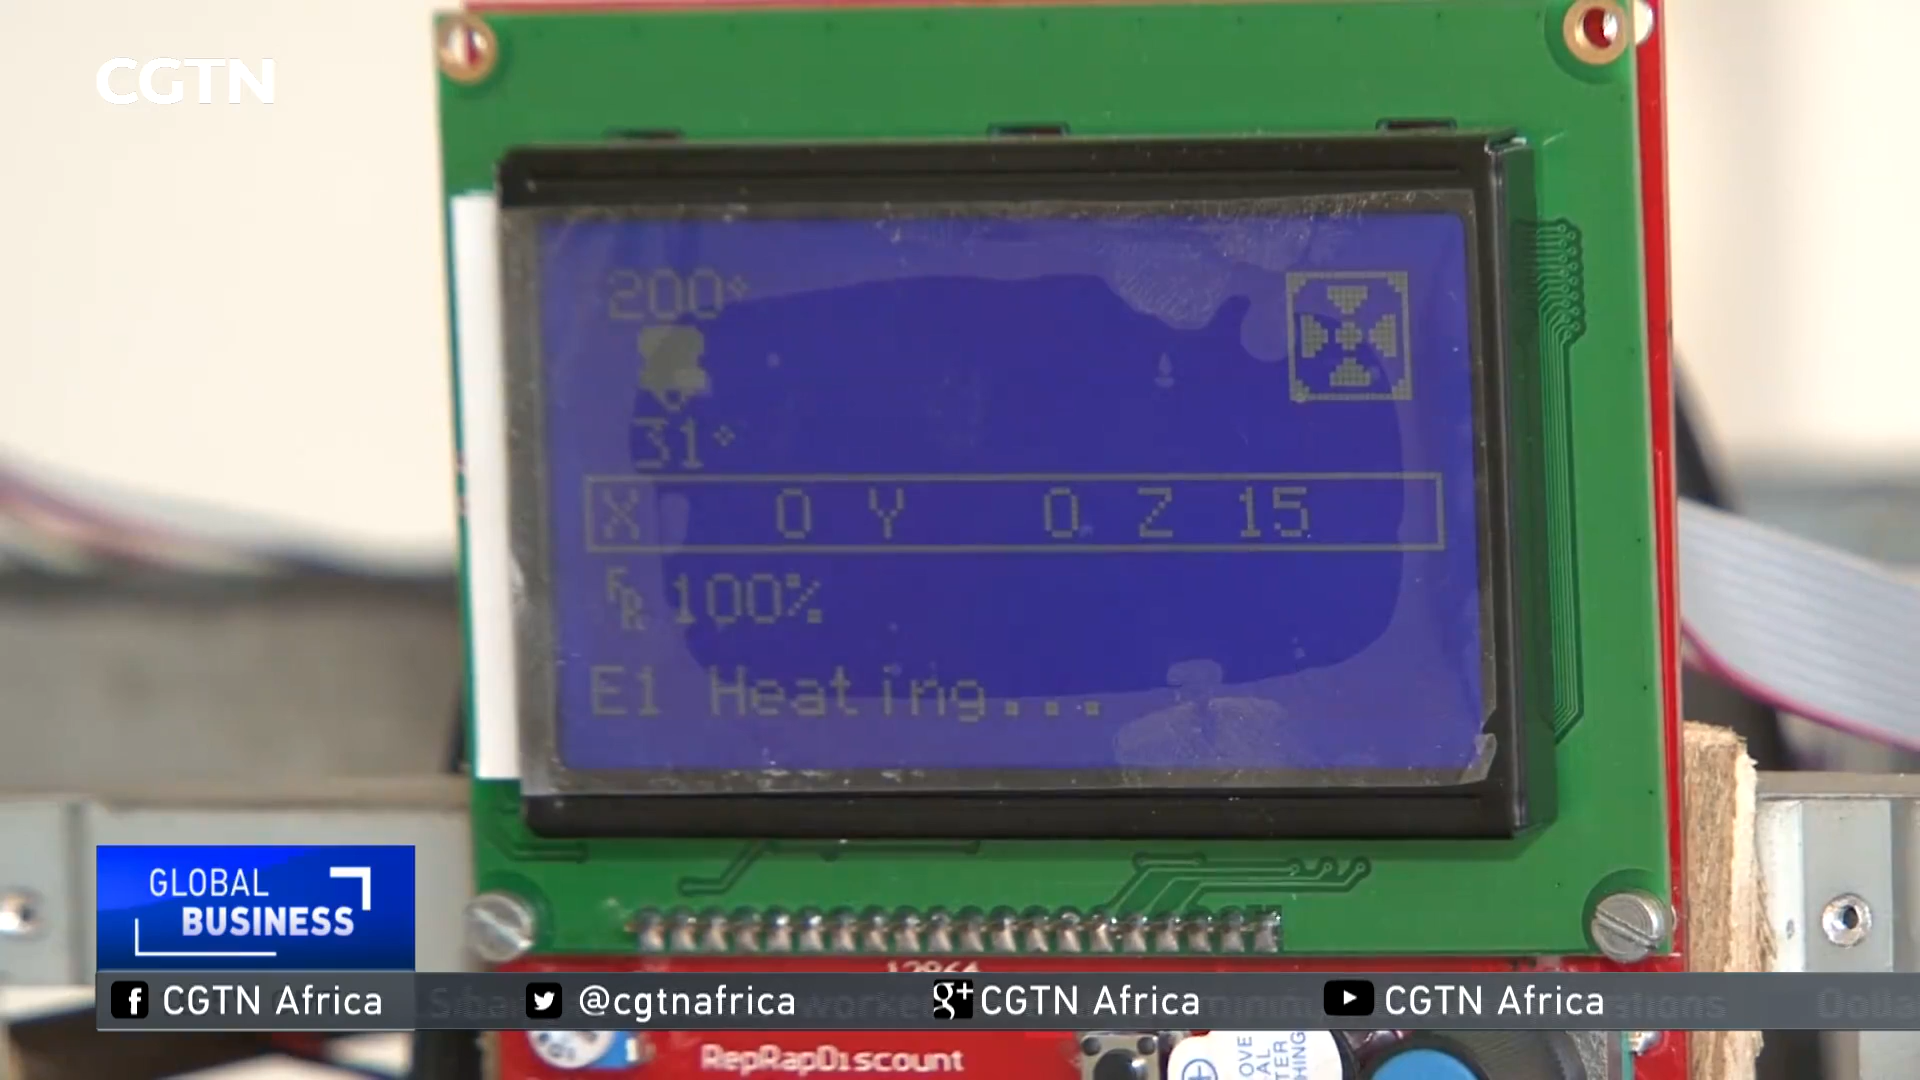 CGTN
200°
31°
X 0 Y 0 Z 15
FR 100%
E1 Heating...
GLOBAL
BUSINESS
12864
CGTN Africa @cgtnafrica g+ CGTN Africa CGTN Africa
RepRapDiscount